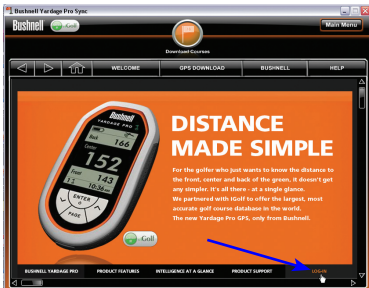 Bushnell Yardage Pro Sync
Bushnell iGolf
Main Menu
Download Courses
WELCOME GPS DOWNLOAD BUSHNELL HELP
Bushnell
YARDAGE PRO
Back 166
Center
152
Front 143
10:36
ENTER
PAGE
iGolf
DISTANCE
MADE SIMPLE
For the golfer who just wants to know the distance to
the front, center and back of the green, it doesn't get
any simpler. It's all there - at a single glance.
We partnered with iGolf to offer the largest, most
accurate golf course database in the world.
The new Yardage Pro GPS, only from Bushnell.
BUSHNELL YARDAGE PRO PRODUCT FEATURES INTELLIGENCE AT A GLANCE PRODUCT SUPPORT LOG-IN